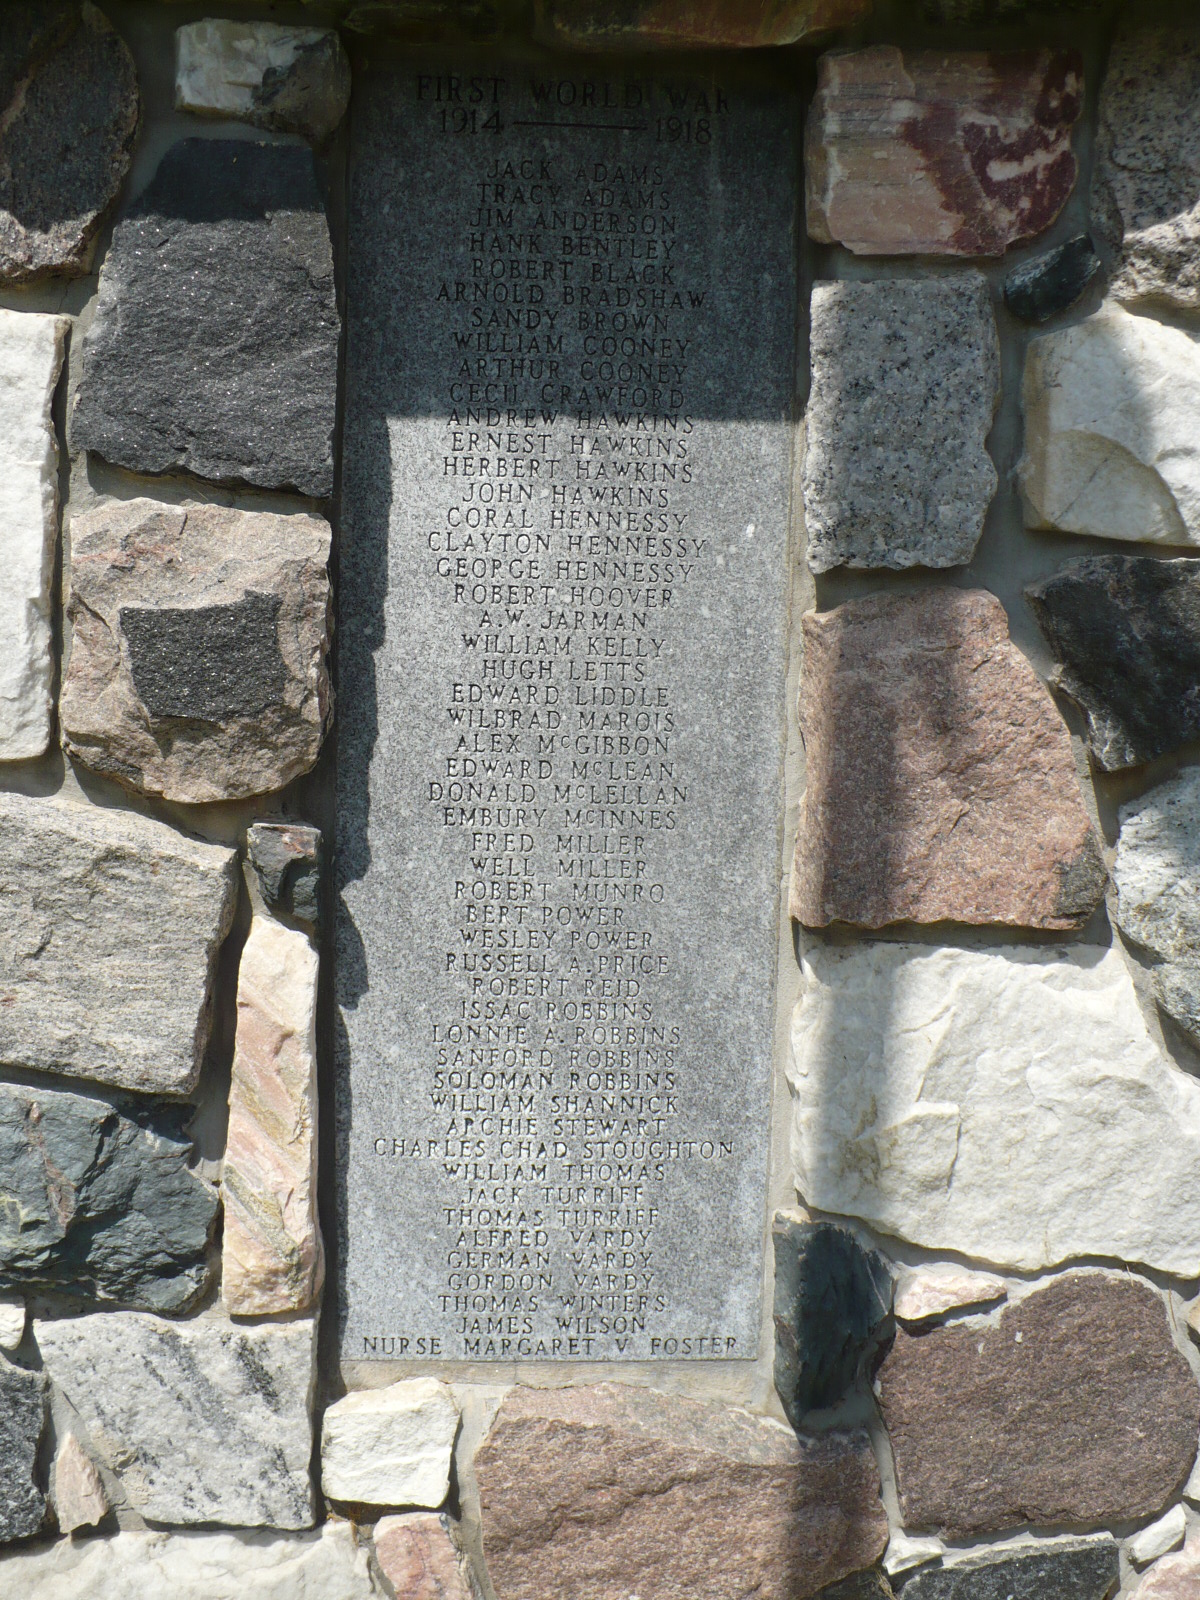 FIRST WORLD WAR
1914 — 1918
JACK ADAMS
TRACY ADAMS
JIM ANDERSON
HANK BENTLEY
ROBERT BLACK
ARNOLD BRADSHAW
SANDY BROWN
WILLIAM COONEY
ARTHUR COONEY
CECIL CRAWFORD
ANDREW HAWKINS
ERNEST HAWKINS
HERBERT HAWKINS
JOHN HAWKINS
CORAL HENNESSY
CLAYTON HENNESSY
GEORGE HENNESSY
ROBERT HOOVER
A.W. JARMAN
WILLIAM KELLY
HUGH LETTS
EDWARD LIDDLE
WILBRAD MAROIS
ALEX McGIBBON
EDWARD McLEAN
DONALD McLELLAN
EMBURY McINNES
FRED MILLER
WELL MILLER
ROBERT MUNRO
BERT POWER
WESLEY POWER
RUSSELL A. PRICE
ROBERT REID
ISSAC ROBBINS
LONNIE A. ROBBINS
SANFORD ROBBINS
SOLOMAN ROBBINS
WILLIAM SHANNICK
ARCHIE STEWART
CHARLES CHAD STOUGHTON
WILLIAM THOMAS
JACK TURRIFF
THOMAS TURRIFF
ALFRED VARDY
GERMAN VARDY
GORDON VARDY
THOMAS WINTERS
JAMES WILSON
NURSE MARGARET V FOSTER